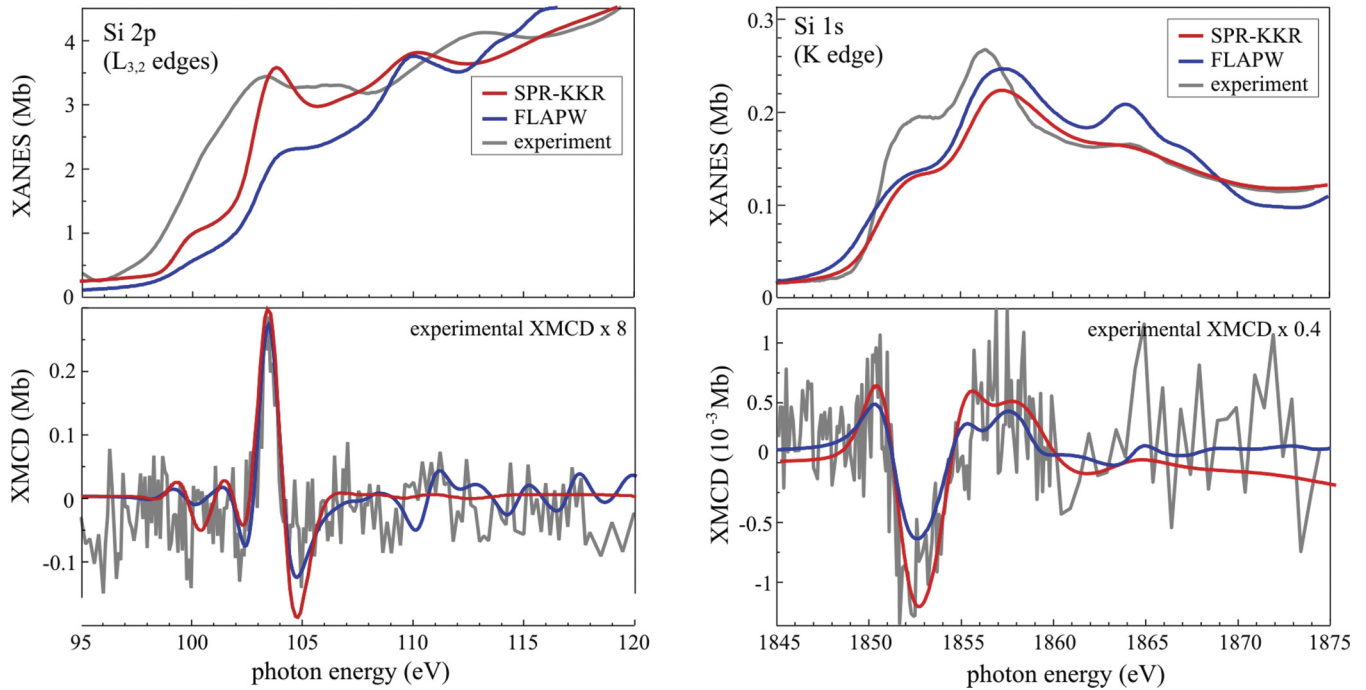 Si 2p
(L3,2 edges)
SPR-KKR
FLAPW
experiment
XANES (Mb)
4
3
2
1
0
experimental XMCD x 8
XMCD (Mb)
0.2
0.1
0
-0.1
95
100
105
110
115
120
photon energy (eV)
Si 1s
(K edge)
SPR-KKR
FLAPW
experiment
XANES (Mb)
0.3
0.2
0.1
0
experimental XMCD x 0.4
XMCD (10⁻³ Mb)
1
0.5
0
-0.5
-1
1845
1850
1855
1860
1865
1870
1875
photon energy (eV)